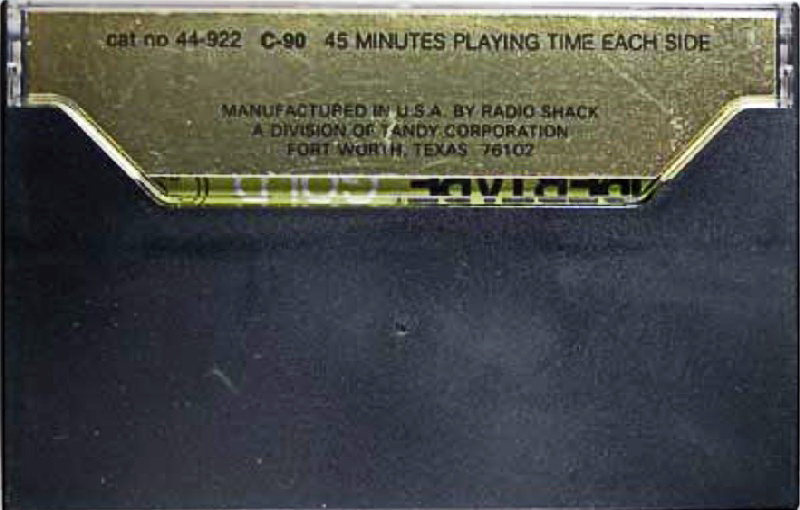 cat no 44-922 C-90 45 MINUTES PLAYING TIME EACH SIDE
MANUFACTURED IN U.S.A. BY RADIO SHACK
A DIVISION OF TANDY CORPORATION
FORT WORTH, TEXAS 76102